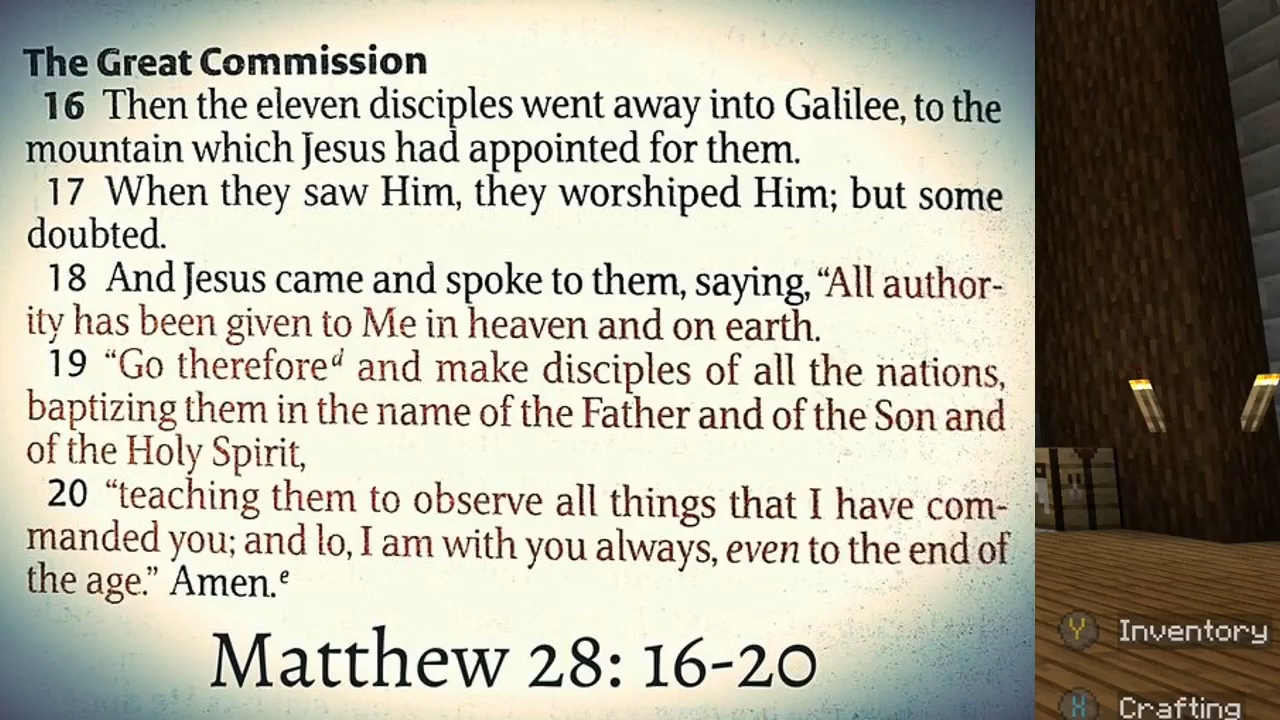 The Great Commission
16 Then the eleven disciples went away into Galilee, to the
mountain which Jesus had appointed for them.
17 When they saw Him, they worshiped Him; but some
doubted.
18 And Jesus came and spoke to them, saying, “All author-
ity has been given to Me in heaven and on earth.
19 “Go therefore^d and make disciples of all the nations,
baptizing them in the name of the Father and of the Son and
of the Holy Spirit,
20 “teaching them to observe all things that I have com-
manded you; and lo, I am with you always, even to the end of
the age.” Amen.^e
Matthew 28: 16-20
Y Inventory
X Crafting